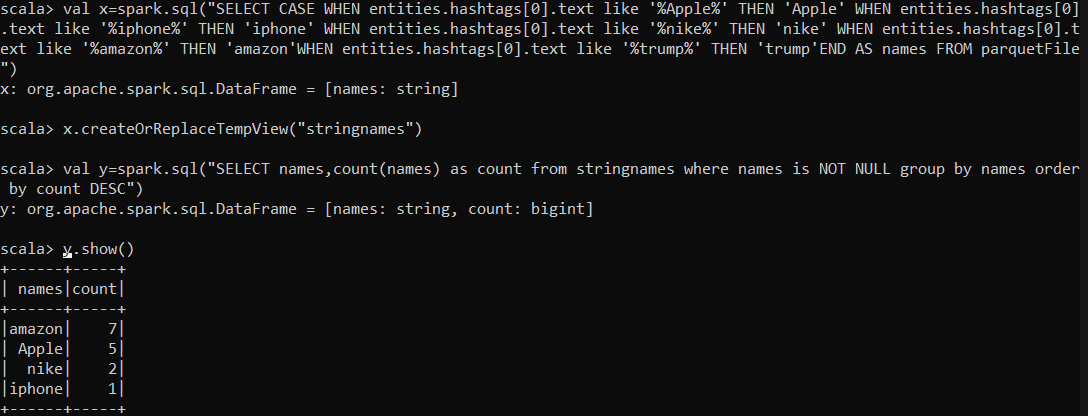 scala> val x=spark.sql("SELECT CASE WHEN entities.hashtags[0].text like '%Apple%' THEN 'Apple' WHEN entities.hashtags[0]
.text like '%iphone%' THEN 'iphone' WHEN entities.hashtags[0].text like '%nike%' THEN 'nike' WHEN entities.hashtags[0].t
ext like '%amazon%' THEN 'amazon'WHEN entities.hashtags[0].text like '%trump%' THEN 'trump'END AS names FROM parquetFile
")
x: org.apache.spark.sql.DataFrame = [names: string]
scala> x.createOrReplaceTempView("stringnames")
scala> val y=spark.sql("SELECT names,count(names) as count from stringnames where names is NOT NULL group by names order
 by count DESC")
y: org.apache.spark.sql.DataFrame = [names: string, count: bigint]
scala> y.show()
+------+-----+
| names|count|
+------+-----+
|amazon|    7|
| Apple|    5|
|  nike|    2|
|iphone|    1|
+------+-----+